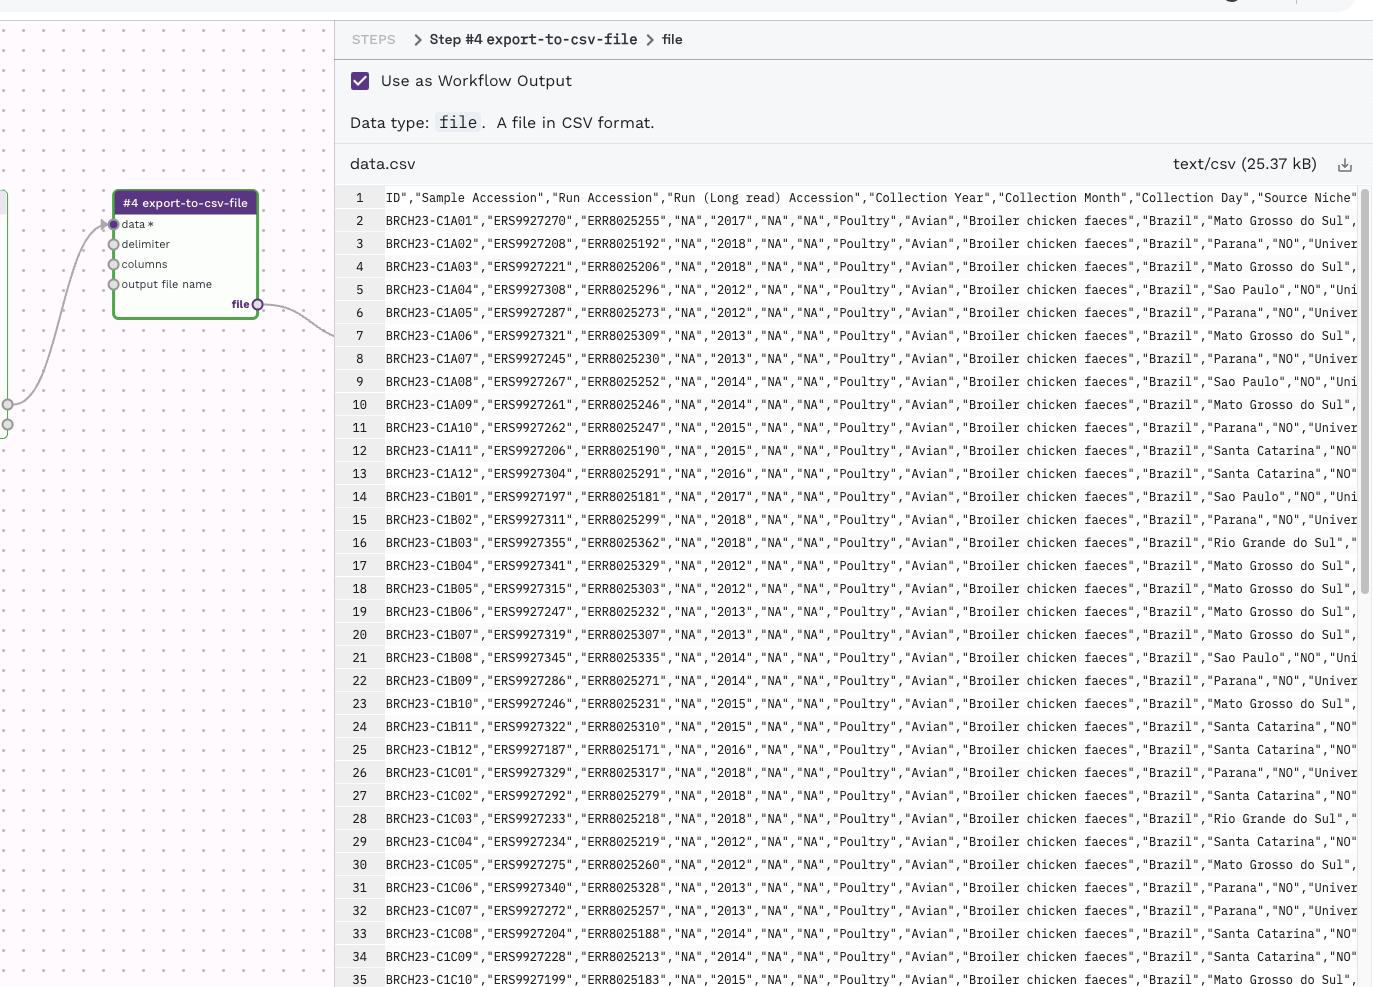 STEPS > Step #4 export-to-csv-file > file
Use as Workflow Output
Data type: file. A file in CSV format.
data.csv text/csv (25.37 kB)
#4 export-to-csv-file
data *
delimiter
columns
output file name
file
1 ID","Sample Accession","Run Accession","Run (Long read) Accession","Collection Year","Collection Month","Collection Day","Source Niche"
2 BRCH23-C1A01","ERS9927270","ERR8025255","NA","2017","NA","NA","Poultry","Avian","Broiler chicken faeces","Brazil","Mato Grosso do Sul",
3 BRCH23-C1A02","ERS9927208","ERR8025192","NA","2018","NA","NA","Poultry","Avian","Broiler chicken faeces","Brazil","Parana","NO","Univer
4 BRCH23-C1A03","ERS9927221","ERR8025206","NA","2018","NA","NA","Poultry","Avian","Broiler chicken faeces","Brazil","Mato Grosso do Sul",
5 BRCH23-C1A04","ERS9927308","ERR8025296","NA","2012","NA","NA","Poultry","Avian","Broiler chicken faeces","Brazil","Sao Paulo","NO","Uni
6 BRCH23-C1A05","ERS9927287","ERR8025273","NA","2012","NA","NA","Poultry","Avian","Broiler chicken faeces","Brazil","Parana","NO","Univer
7 BRCH23-C1A06","ERS9927321","ERR8025309","NA","2013","NA","NA","Poultry","Avian","Broiler chicken faeces","Brazil","Mato Grosso do Sul",
8 BRCH23-C1A07","ERS9927245","ERR8025230","NA","2013","NA","NA","Poultry","Avian","Broiler chicken faeces","Brazil","Parana","NO","Univer
9 BRCH23-C1A08","ERS9927267","ERR8025252","NA","2014","NA","NA","Poultry","Avian","Broiler chicken faeces","Brazil","Sao Paulo","NO","Uni
10 BRCH23-C1A09","ERS9927261","ERR8025246","NA","2014","NA","NA","Poultry","Avian","Broiler chicken faeces","Brazil","Mato Grosso do Sul",
11 BRCH23-C1A10","ERS9927262","ERR8025247","NA","2015","NA","NA","Poultry","Avian","Broiler chicken faeces","Brazil","Parana","NO","Univer
12 BRCH23-C1A11","ERS9927206","ERR8025190","NA","2015","NA","NA","Poultry","Avian","Broiler chicken faeces","Brazil","Santa Catarina","NO"
13 BRCH23-C1A12","ERS9927304","ERR8025291","NA","2016","NA","NA","Poultry","Avian","Broiler chicken faeces","Brazil","Santa Catarina","NO"
14 BRCH23-C1B01","ERS9927197","ERR8025181","NA","2017","NA","NA","Poultry","Avian","Broiler chicken faeces","Brazil","Sao Paulo","NO","Uni
15 BRCH23-C1B02","ERS9927311","ERR8025299","NA","2018","NA","NA","Poultry","Avian","Broiler chicken faeces","Brazil","Parana","NO","Univer
16 BRCH23-C1B03","ERS9927355","ERR8025362","NA","2018","NA","NA","Poultry","Avian","Broiler chicken faeces","Brazil","Rio Grande do Sul","
17 BRCH23-C1B04","ERS9927341","ERR8025329","NA","2012","NA","NA","Poultry","Avian","Broiler chicken faeces","Brazil","Mato Grosso do Sul",
18 BRCH23-C1B05","ERS9927315","ERR8025303","NA","2012","NA","NA","Poultry","Avian","Broiler chicken faeces","Brazil","Mato Grosso do Sul",
19 BRCH23-C1B06","ERS9927247","ERR8025232","NA","2013","NA","NA","Poultry","Avian","Broiler chicken faeces","Brazil","Mato Grosso do Sul",
20 BRCH23-C1B07","ERS9927319","ERR8025307","NA","2013","NA","NA","Poultry","Avian","Broiler chicken faeces","Brazil","Mato Grosso do Sul",
21 BRCH23-C1B08","ERS9927345","ERR8025335","NA","2014","NA","NA","Poultry","Avian","Broiler chicken faeces","Brazil","Sao Paulo","NO","Uni
22 BRCH23-C1B09","ERS9927286","ERR8025271","NA","2014","NA","NA","Poultry","Avian","Broiler chicken faeces","Brazil","Parana","NO","Univer
23 BRCH23-C1B10","ERS9927246","ERR8025231","NA","2015","NA","NA","Poultry","Avian","Broiler chicken faeces","Brazil","Mato Grosso do Sul",
24 BRCH23-C1B11","ERS9927322","ERR8025310","NA","2015","NA","NA","Poultry","Avian","Broiler chicken faeces","Brazil","Santa Catarina","NO"
25 BRCH23-C1B12","ERS9927187","ERR8025171","NA","2016","NA","NA","Poultry","Avian","Broiler chicken faeces","Brazil","Santa Catarina","NO"
26 BRCH23-C1C01","ERS9927329","ERR8025317","NA","2018","NA","NA","Poultry","Avian","Broiler chicken faeces","Brazil","Parana","NO","Univer
27 BRCH23-C1C02","ERS9927292","ERR8025279","NA","2018","NA","NA","Poultry","Avian","Broiler chicken faeces","Brazil","Santa Catarina","NO"
28 BRCH23-C1C03","ERS9927233","ERR8025218","NA","2018","NA","NA","Poultry","Avian","Broiler chicken faeces","Brazil","Rio Grande do Sul","
29 BRCH23-C1C04","ERS9927234","ERR8025219","NA","2012","NA","NA","Poultry","Avian","Broiler chicken faeces","Brazil","Santa Catarina","NO"
30 BRCH23-C1C05","ERS9927275","ERR8025260","NA","2012","NA","NA","Poultry","Avian","Broiler chicken faeces","Brazil","Mato Grosso do Sul",
31 BRCH23-C1C06","ERS9927340","ERR8025328","NA","2013","NA","NA","Poultry","Avian","Broiler chicken faeces","Brazil","Parana","NO","Univer
32 BRCH23-C1C07","ERS9927272","ERR8025257","NA","2013","NA","NA","Poultry","Avian","Broiler chicken faeces","Brazil","Parana","NO","Univer
33 BRCH23-C1C08","ERS9927204","ERR8025188","NA","2014","NA","NA","Poultry","Avian","Broiler chicken faeces","Brazil","Santa Catarina","NO"
34 BRCH23-C1C09","ERS9927228","ERR8025213","NA","2014","NA","NA","Poultry","Avian","Broiler chicken faeces","Brazil","Santa Catarina","NO"
35 BRCH23-C1C10","ERS9927199","ERR8025183","NA","2015","NA","NA","Poultry","Avian","Broiler chicken faeces","Brazil","Mato Grosso do Sul",